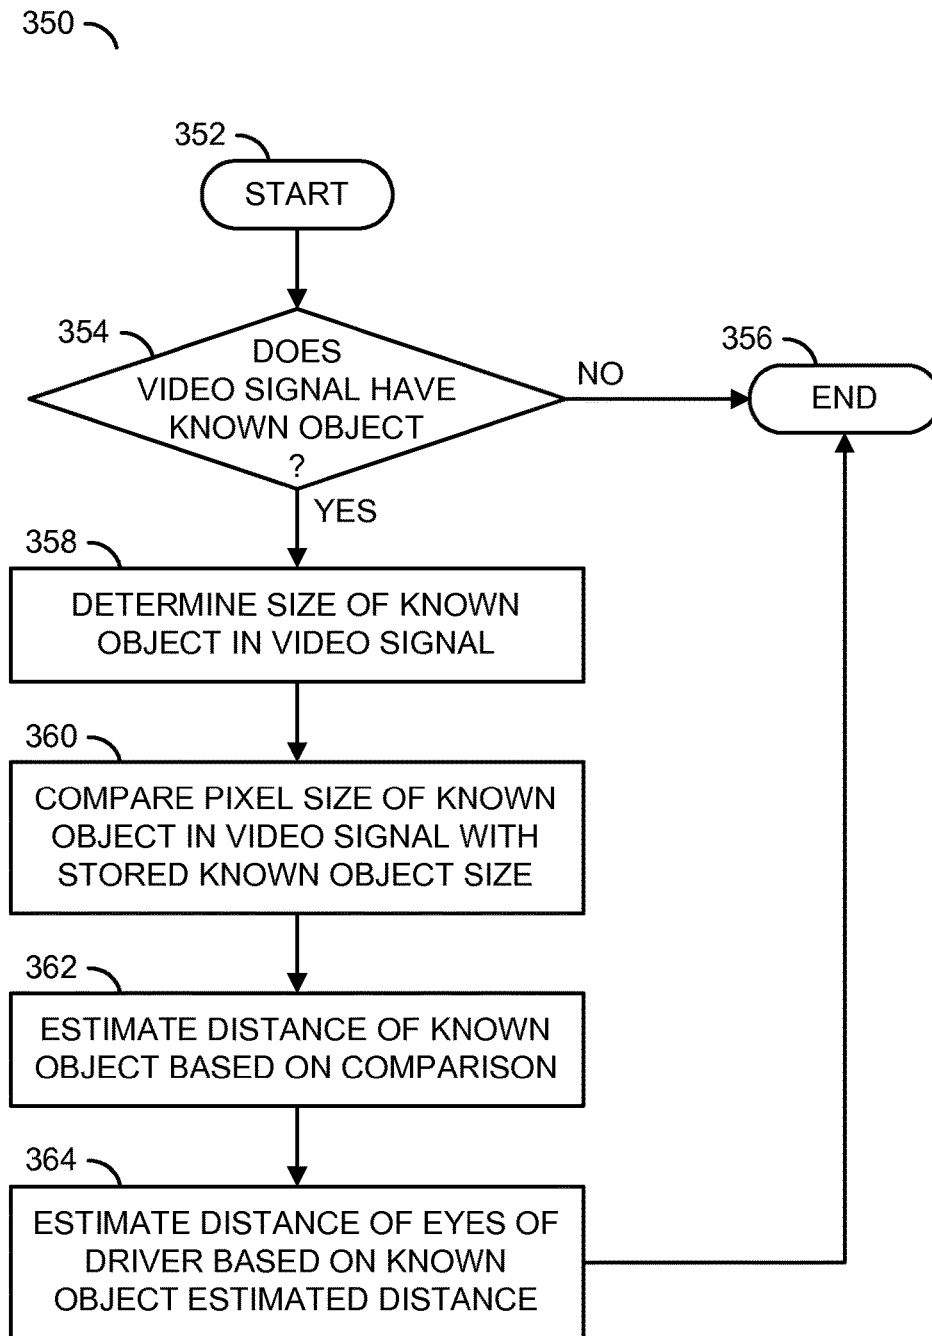 350
352
START
354
DOES
VIDEO SIGNAL HAVE
KNOWN OBJECT
?
NO
356
END
YES
358
DETERMINE SIZE OF KNOWN
OBJECT IN VIDEO SIGNAL
360
COMPARE PIXEL SIZE OF KNOWN
OBJECT IN VIDEO SIGNAL WITH
STORED KNOWN OBJECT SIZE
362
ESTIMATE DISTANCE OF KNOWN
OBJECT BASED ON COMPARISON
364
ESTIMATE DISTANCE OF EYES OF
DRIVER BASED ON KNOWN
OBJECT ESTIMATED DISTANCE